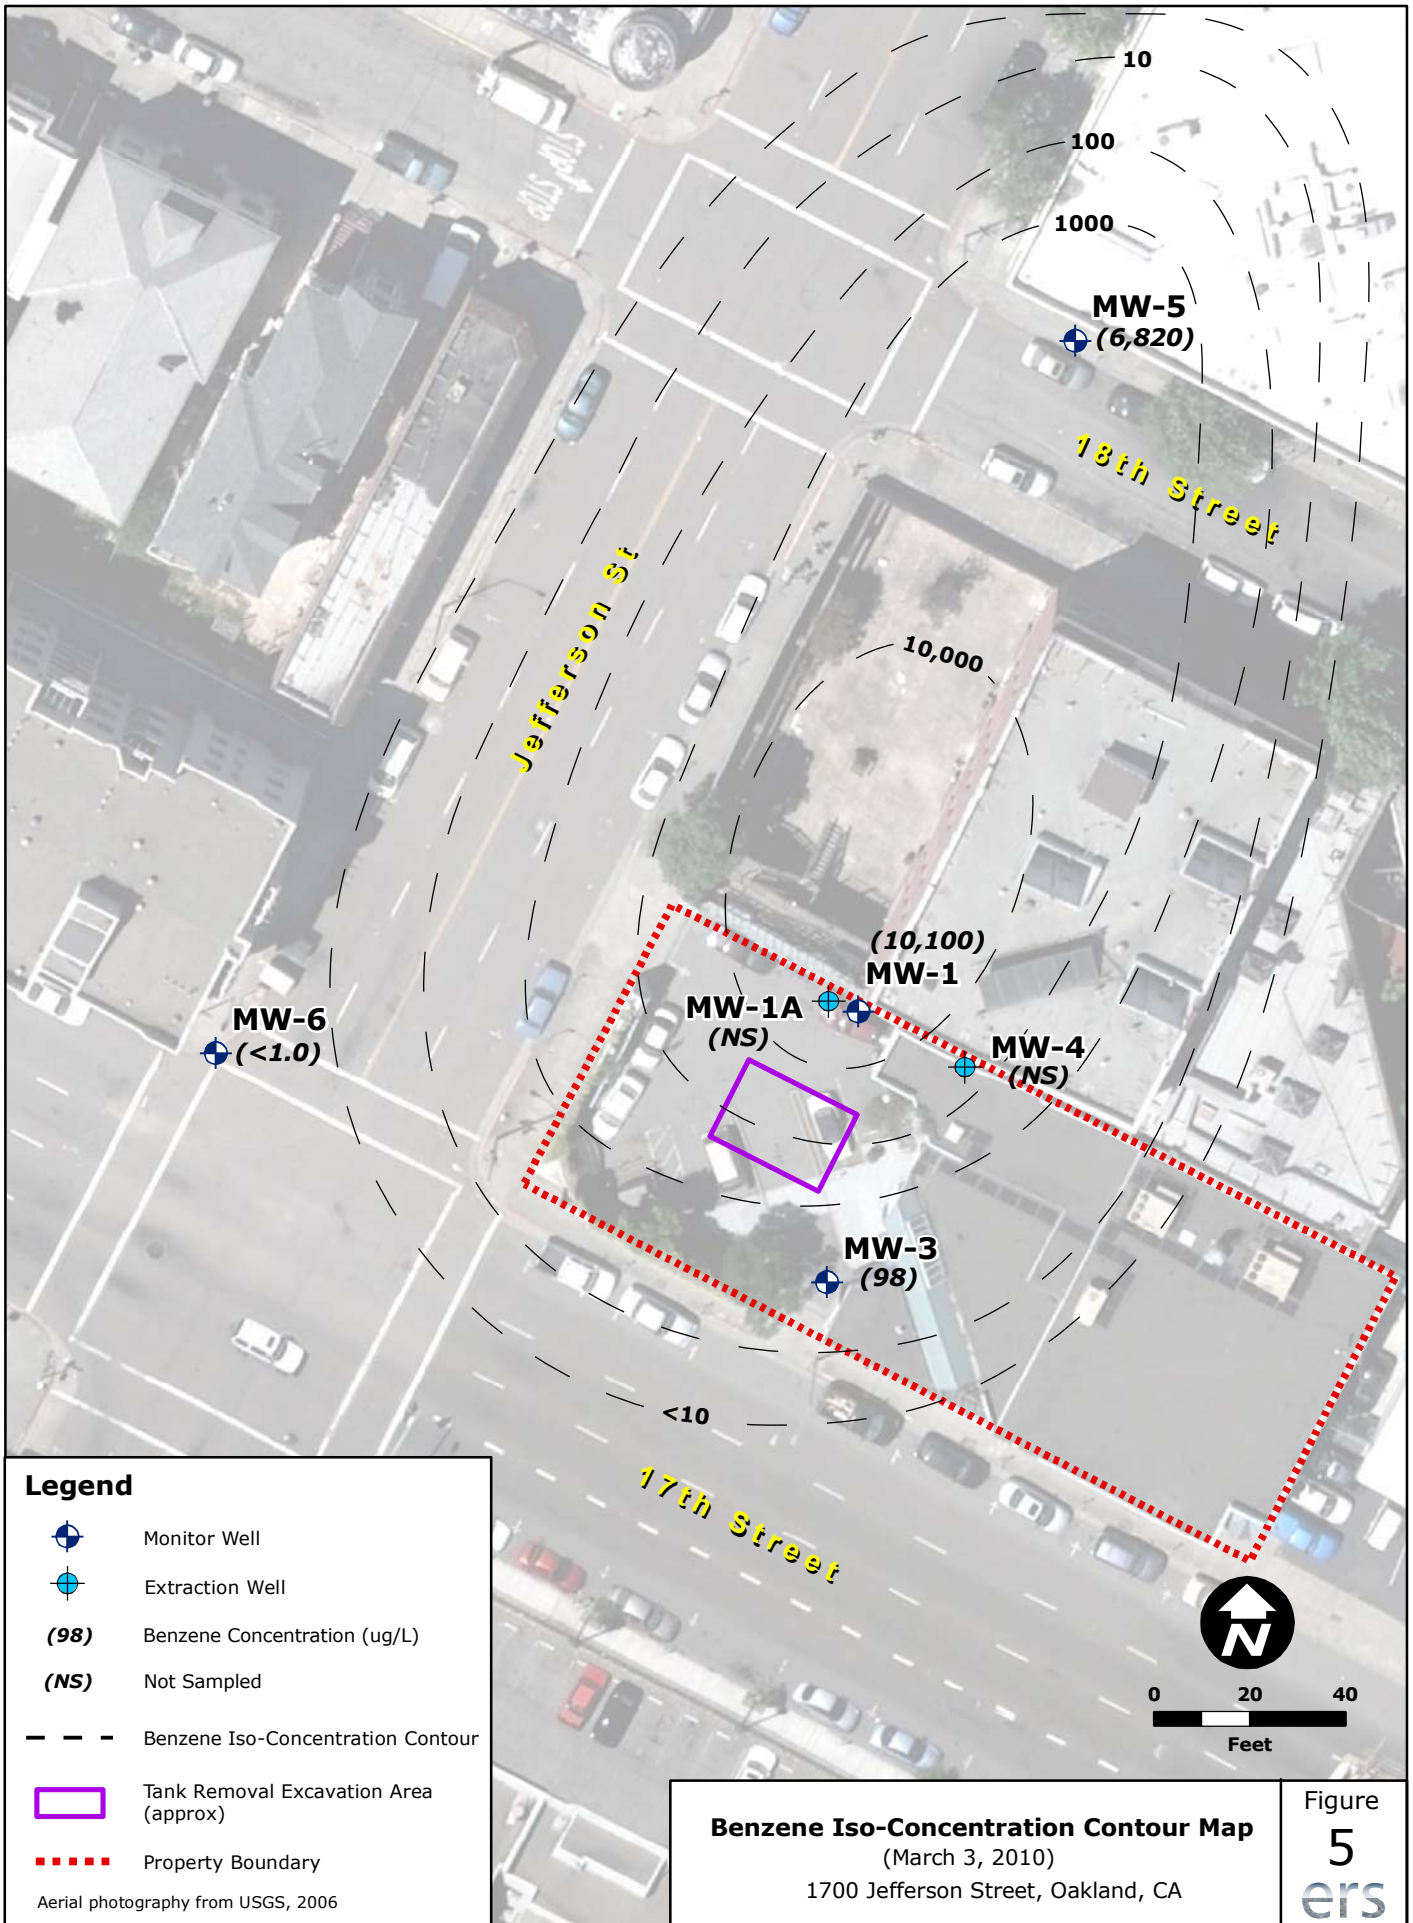 10
100
1000
MW-5
(6,820)
18th Street
Jefferson St
10,000
(10,100)
MW-1
MW-1A
(NS)
MW-4
(NS)
MW-6
(<1.0)
MW-3
(98)
<10
17th Street
STOP
STOP
N
0 20 40
Feet
Legend
Monitor Well
Extraction Well
(98) Benzene Concentration (ug/L)
(NS) Not Sampled
Benzene Iso-Concentration Contour
Tank Removal Excavation Area
(approx)
Property Boundary
Aerial photography from USGS, 2006
Benzene Iso-Concentration Contour Map
(March 3, 2010)
1700 Jefferson Street, Oakland, CA
Figure
5
ers